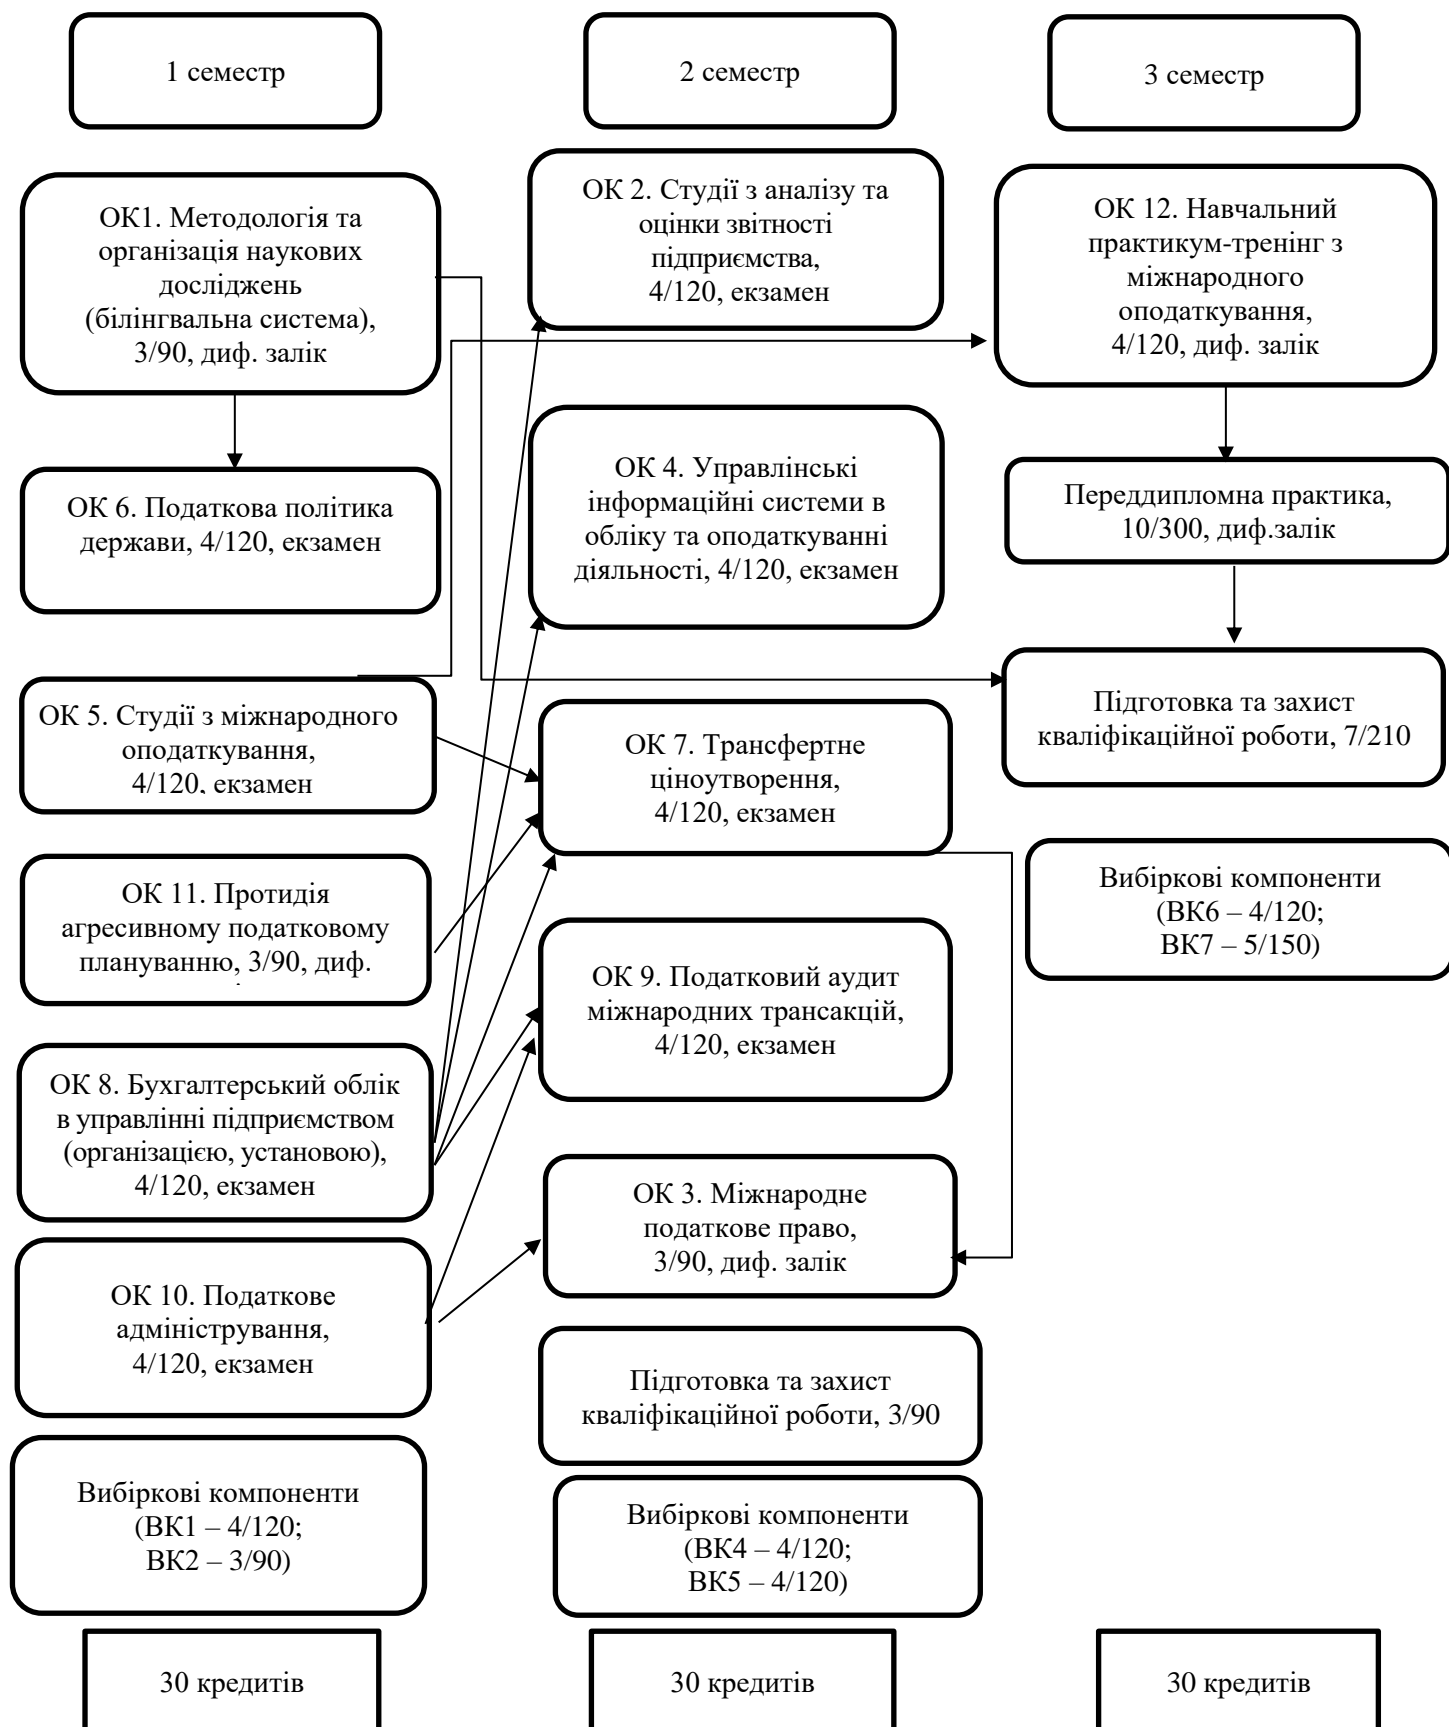 1 семестр
2 семестр
3 семестр
ОК1. Методологія та
організація наукових
досліджень
(білінгвальна система),
3/90, диф. залік
ОК 6. Податкова політика
держави, 4/120, екзамен
ОК 5. Студії з міжнародного
оподаткування,
4/120, екзамен
ОК 11. Протидія
агресивному податковому
плануванню, 3/90, диф.
ОК 8. Бухгалтерський облік
в управлінні підприємством
(організацією, установою),
4/120, екзамен
ОК 10. Податкове
адміністрування,
4/120, екзамен
Вибіркові компоненти
(ВК1 – 4/120;
ВК2 – 3/90)
30 кредитів
ОК 2. Студії з аналізу та
оцінки звітності
підприємства,
4/120, екзамен
ОК 4. Управлінські
інформаційні системи в
обліку та оподаткуванні
діяльності, 4/120, екзамен
ОК 7. Трансфертне
ціноутворення,
4/120, екзамен
ОК 9. Податковий аудит
міжнародних трансакцій,
4/120, екзамен
ОК 3. Міжнародне
податкове право,
3/90, диф. залік
Підготовка та захист
кваліфікаційної роботи, 3/90
Вибіркові компоненти
(ВК4 – 4/120;
ВК5 – 4/120)
30 кредитів
ОК 12. Навчальний
практикум-тренінг з
міжнародного
оподаткування,
4/120, диф. залік
Переддипломна практика,
10/300, диф.залік
Підготовка та захист
кваліфікаційної роботи, 7/210
Вибіркові компоненти
(ВК6 – 4/120;
ВК7 – 5/150)
30 кредитів